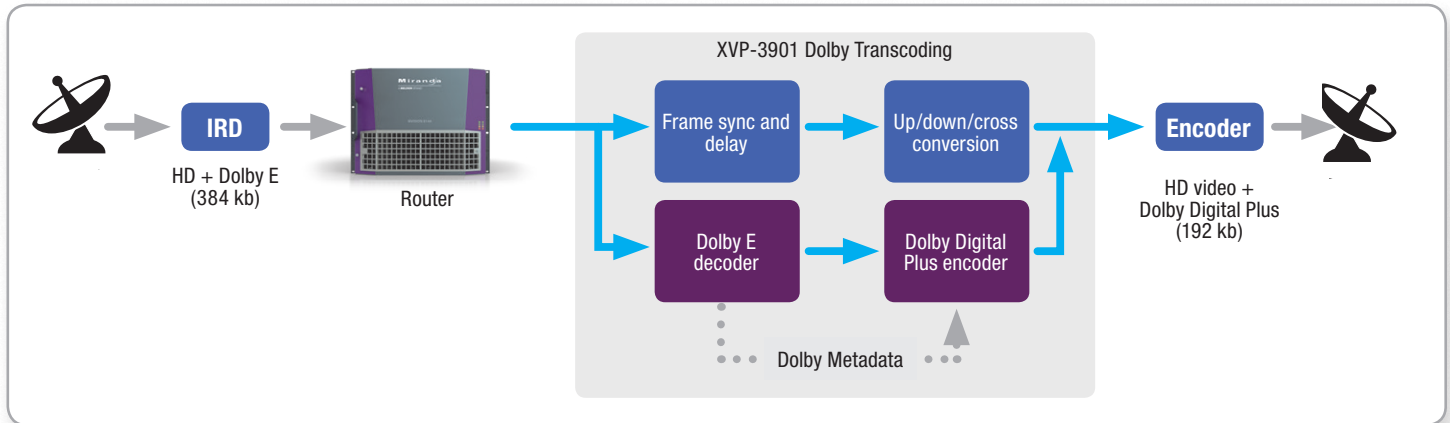 XVP-3901 Dolby Transcoding
IRD
HD + Dolby E
(384 kb)
Miranda
Router
Frame sync and
delay
Up/down/cross
conversion
Dolby E
decoder
Dolby Digital
Plus encoder
Dolby Metadata
Encoder
HD video +
Dolby Digital Plus
(192 kb)